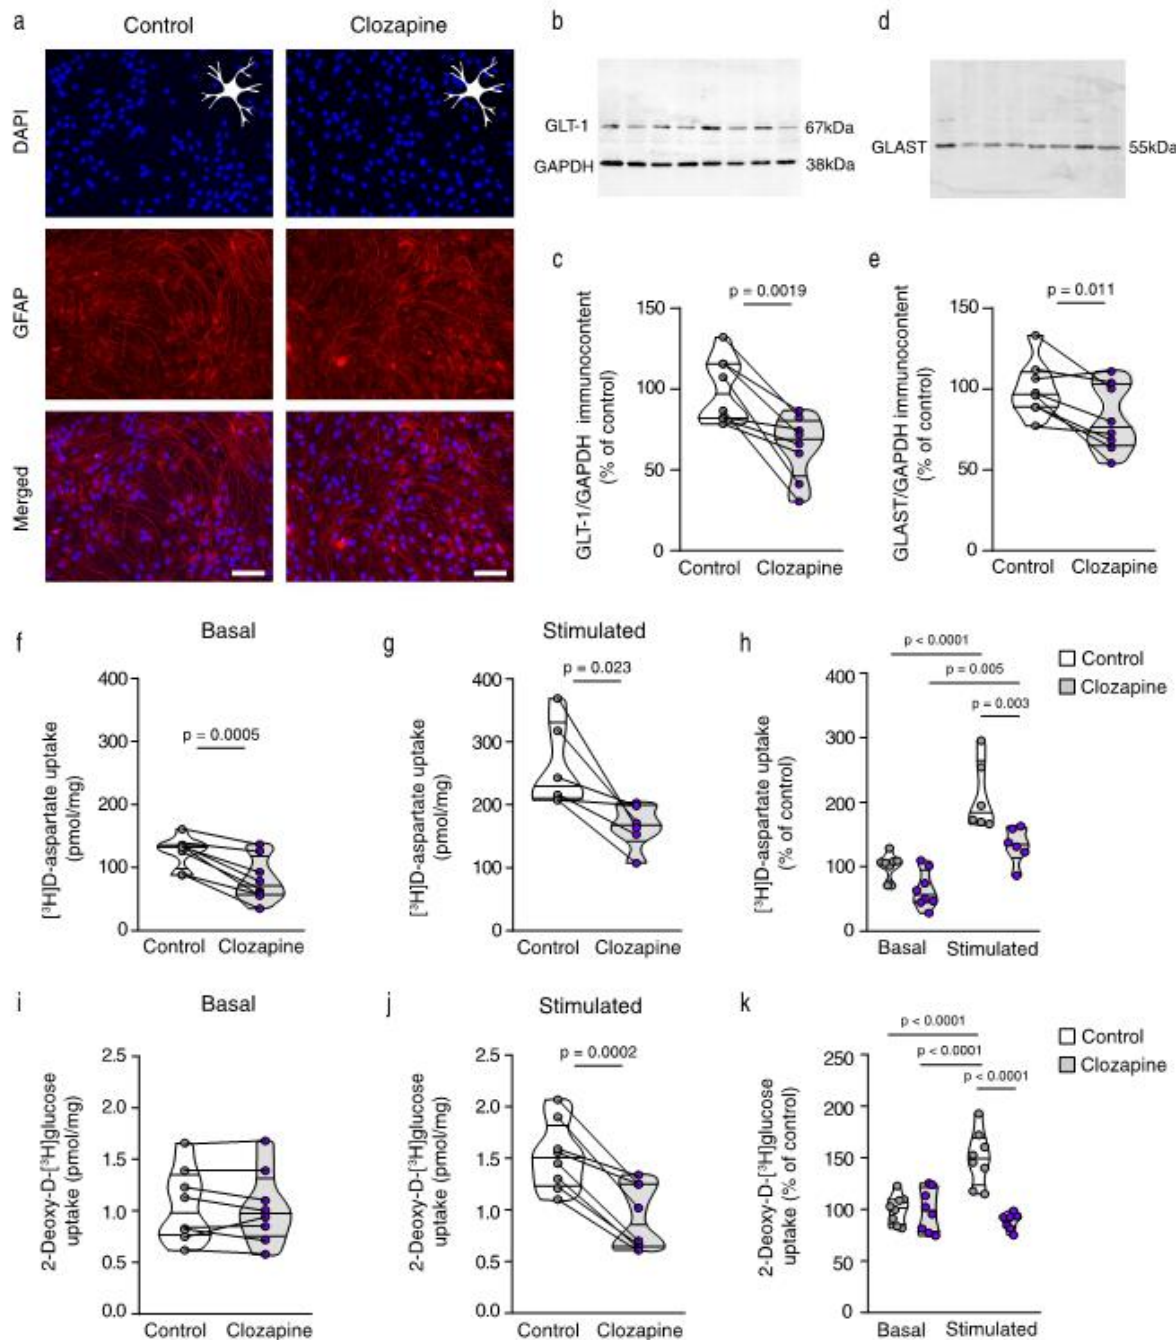 a
Control
Clozapine
DAPI
GFAP
Merged
b
GLT-1
67kDa
GAPDH
38kDa
d
GLAST
55kDa
c
GLT-1/GAPDH immunocontent
(% of control)
150
100
50
0
p = 0.0019
Control
Clozapine
e
GLAST/GAPDH immunocontent
(% of control)
150
100
50
0
p = 0.011
Control
Clozapine
f
Basal
[³H]D-aspartate uptake
(pmol/mg)
400
300
200
100
0
p = 0.0005
Control
Clozapine
g
Stimulated
[³H]D-aspartate uptake
(pmol/mg)
400
300
200
100
0
p = 0.023
Control
Clozapine
h
[³H]D-aspartate uptake
(% of control)
400
300
200
100
0
p < 0.0001
p = 0.005
p = 0.003
Control
Clozapine
Basal
Stimulated
i
Basal
2-Deoxy-D-[³H]glucose
uptake (pmol/mg)
2.5
2.0
1.5
1.0
0.5
0.0
Control
Clozapine
j
Stimulated
2-Deoxy-D-[³H]glucose
uptake (pmol/mg)
2.5
2.0
1.5
1.0
0.5
0.0
p = 0.0002
Control
Clozapine
k
2-Deoxy-D-[³H]glucose
uptake (% of control)
250
200
150
100
50
0
p < 0.0001
p < 0.0001
p < 0.0001
Control
Clozapine
Basal
Stimulated